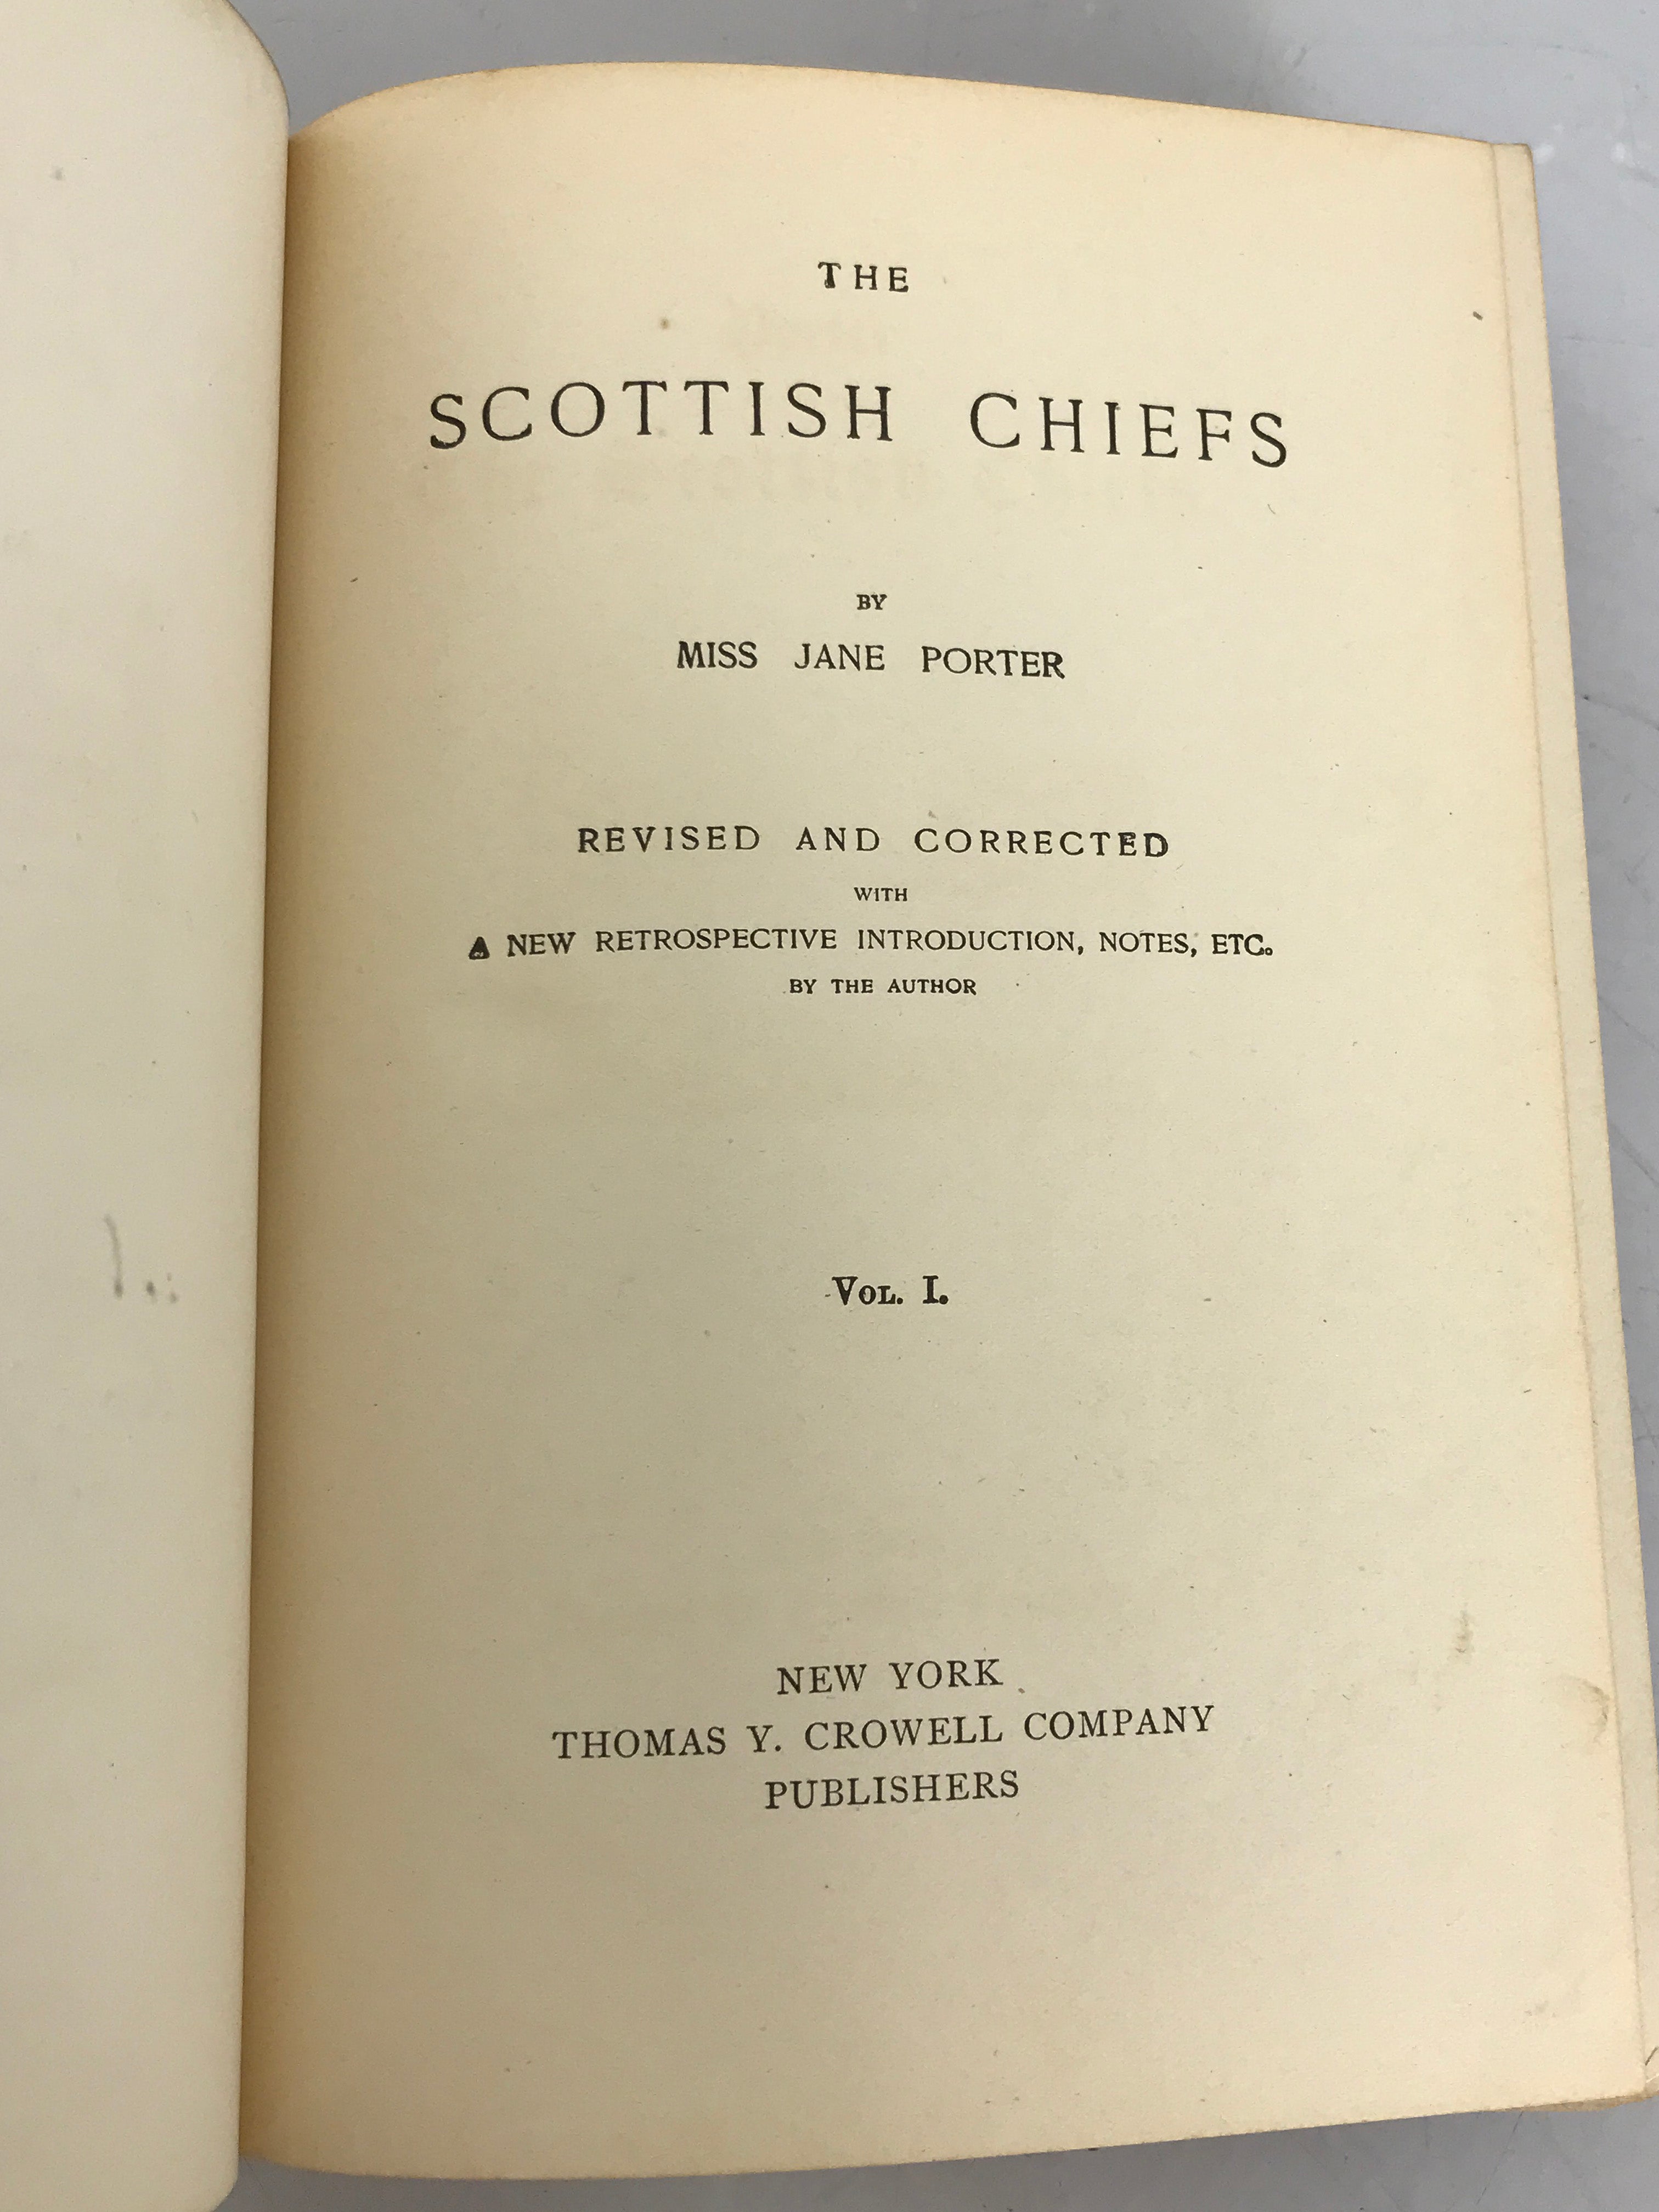 THE
SCOTTISH CHIEFS
BY
MISS JANE PORTER
REVISED AND CORRECTED
WITH
A NEW RETROSPECTIVE INTRODUCTION, NOTES, ETC.
BY THE AUTHOR
VOL. I.
NEW YORK
THOMAS Y. CROWELL COMPANY
PUBLISHERS